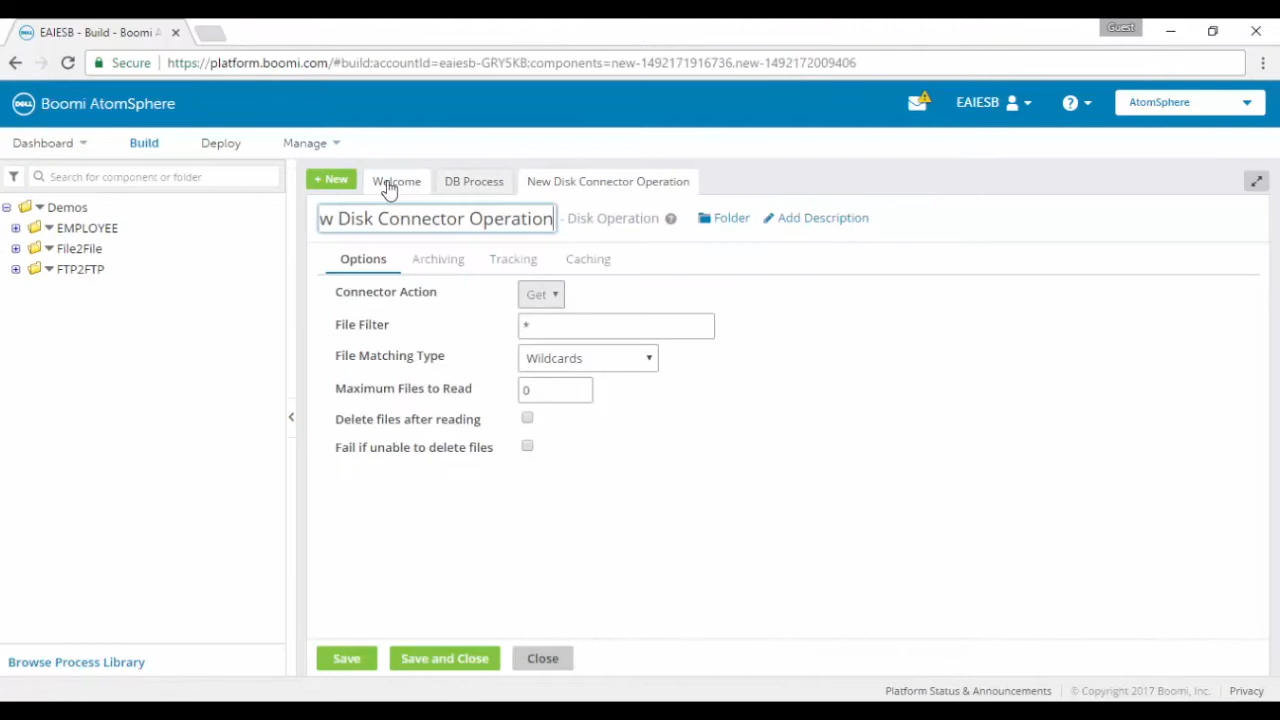 EAIESB - Build - Boomi A
Guest
Secure
https://platform.boomi.com/#build:accountId=eaiesb-GRY5KB;components=new-1492171916736,new-1492172009406
DELL
Boomi AtomSphere
EAIESB
AtomSphere
Dashboard
Build
Deploy
Manage
Search for component or folder
+ New
Welcome
DB Process
New Disk Connector Operation
Demos
EMPLOYEE
File2File
FTP2FTP
w Disk Connector Operation
- Disk Operation
Folder
Add Description
Options
Archiving
Tracking
Caching
Connector Action
Get
File Filter
*
File Matching Type
Wildcards
Maximum Files to Read
0
Delete files after reading
Fail if unable to delete files
Browse Process Library
Save
Save and Close
Close
Platform Status & Announcements
© Copyright 2017 Boomi, Inc.
Privacy